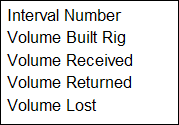 Interval Number
Volume Built Rig
Volume Received
Volume Returned
Volume Lost